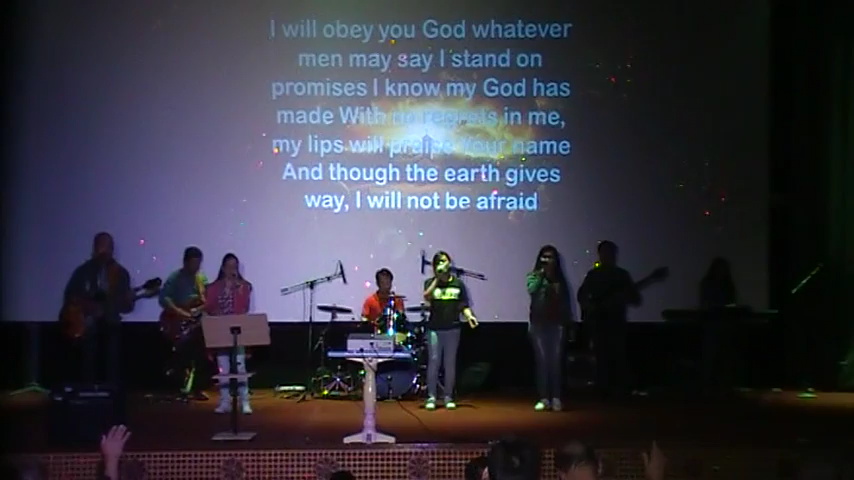 I will obey you God whatever
men may say I stand on
promises I know my God has
made With no regrets in me,
my lips will praise Your name
And though the earth gives
way, I will not be afraid